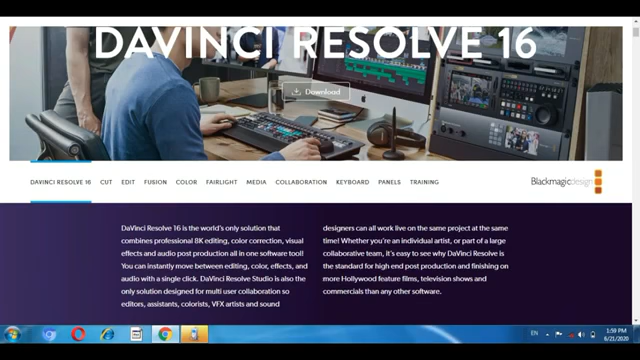 DAVINCI RESOLVE 16
Download
DAVINCI RESOLVE 16 CUT EDIT FUSION COLOR FAIRLIGHT MEDIA COLLABORATION KEYBOARD PANELS TRAINING
Blackmagicdesign
DaVinci Resolve 16 is the world's only solution that
combines professional 8K editing, color correction, visual
effects and audio post production all in one software tool!
You can instantly move between editing, color, effects, and
audio with a single click. DaVinci Resolve Studio is also the
only solution designed for multi user collaboration so
editors, assistants, colorists, VFX artists and sound
designers can all work live on the same project at the same
time! Whether you're an individual artist, or part of a large
collaborative team, it's easy to see why DaVinci Resolve is
the standard for high end post production and finishing on
more Hollywood feature films, television shows and
commercials than any other software.
EN
1:59 PM
6/21/2020